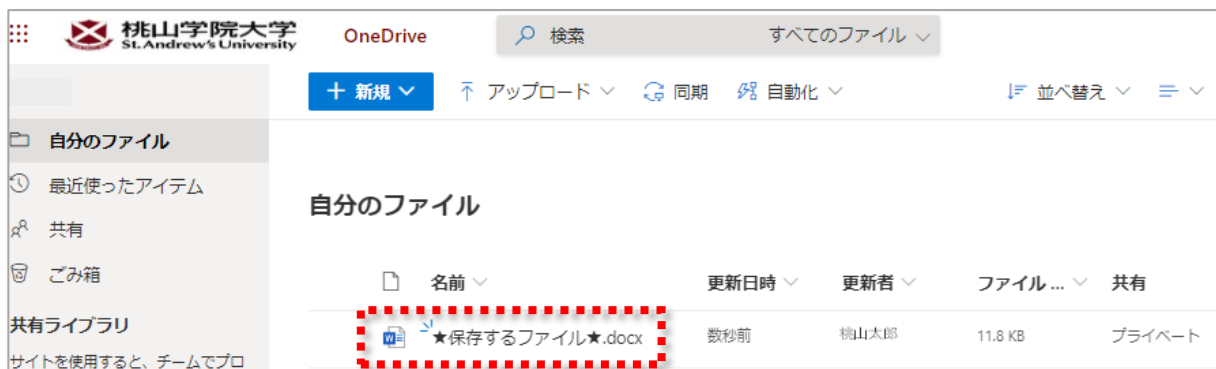 桃山学院大学
St.Andrew's University
OneDrive
検索
すべてのファイル
新規
アップロード
同期
自動化
並べ替え
自分のファイル
最近使ったアイテム
共有
ごみ箱
共有ライブラリ
サイトを使用すると、チームでプロ
自分のファイル
名前 更新日時 更新者 ファイル ... 共有
★保存するファイル★.docx 数秒前 桃山太郎 11.8 KB プライベート